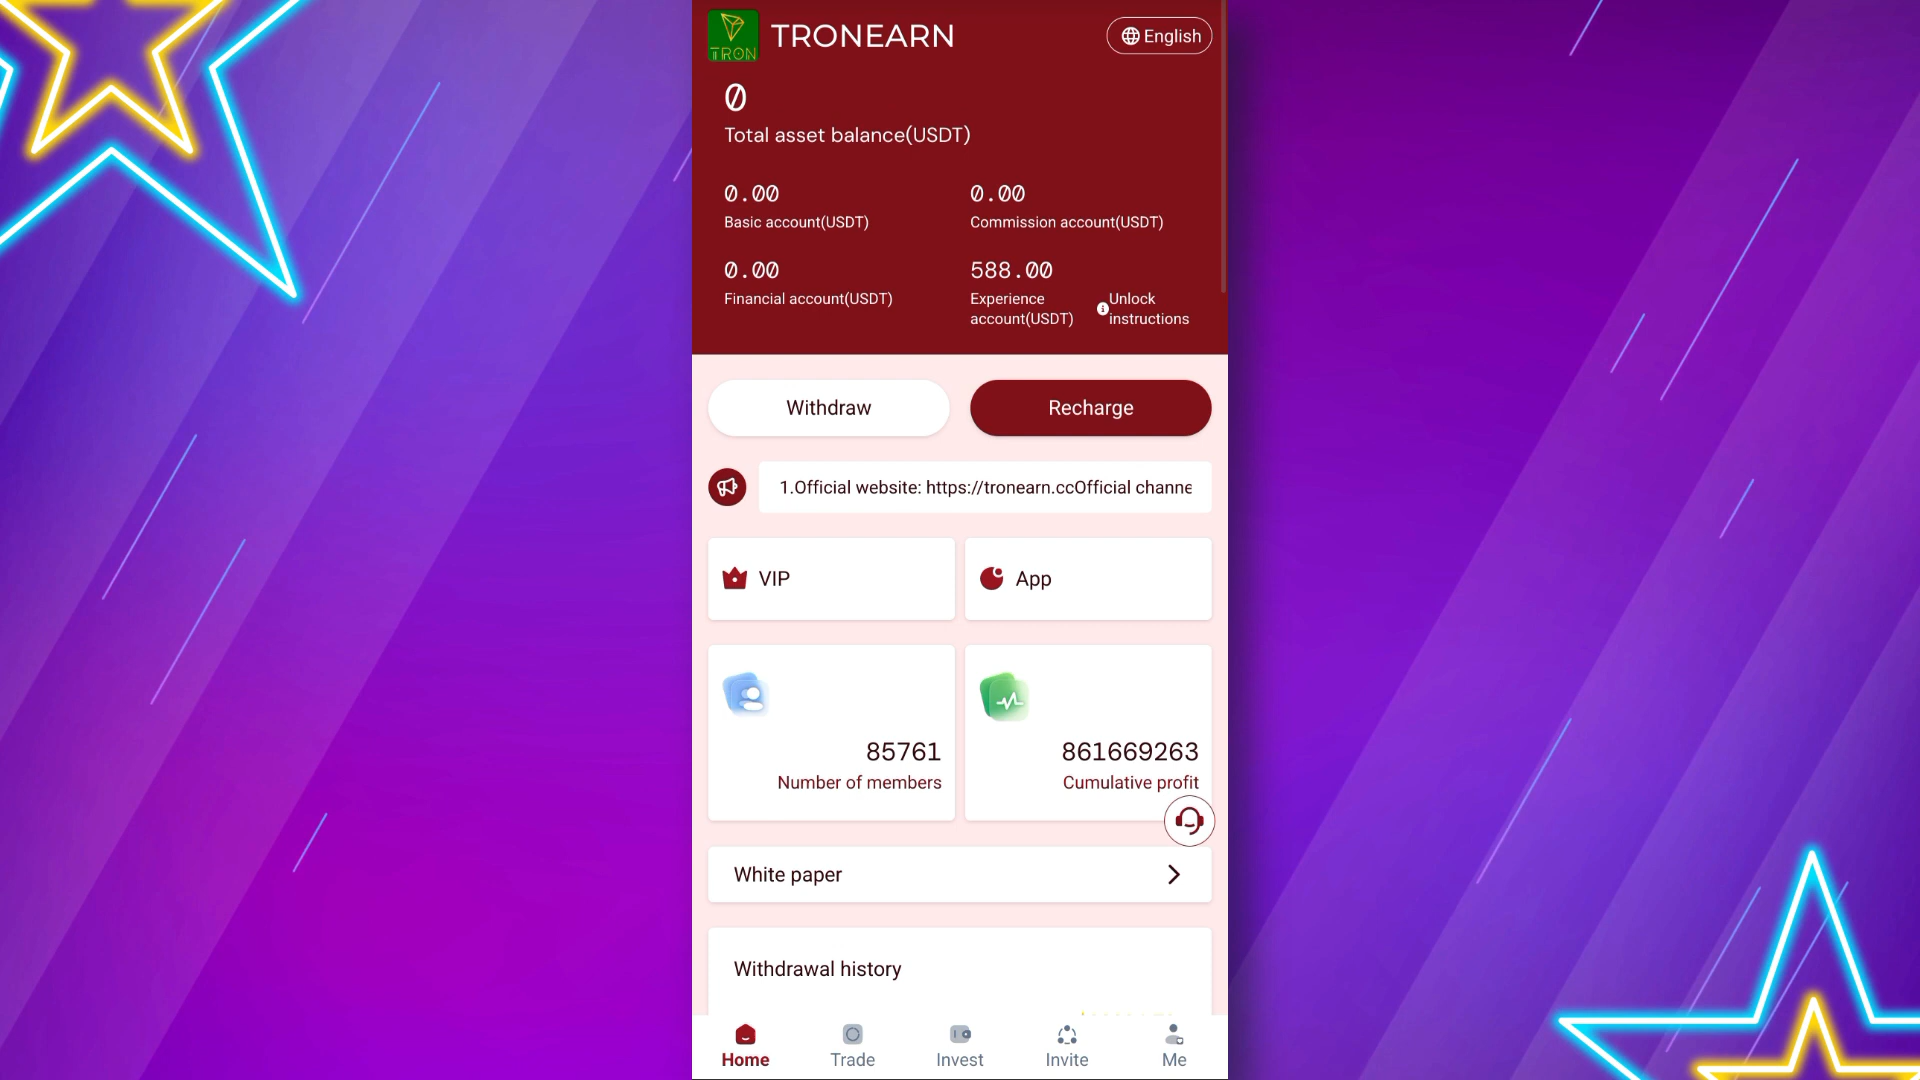 TRON
TRONEARN
English
0
Total asset balance(USDT)
0.00
Basic account(USDT)
0.00
Commission account(USDT)
0.00
Financial account(USDT)
588.00
Experience
account(USDT)
Unlock
instructions
Withdraw
Recharge
1.Official website: https://tronearn.ccOfficial channe
VIP
App
85761
Number of members
861669263
Cumulative profit
White paper
Withdrawal history
Home
Trade
Invest
Invite
Me